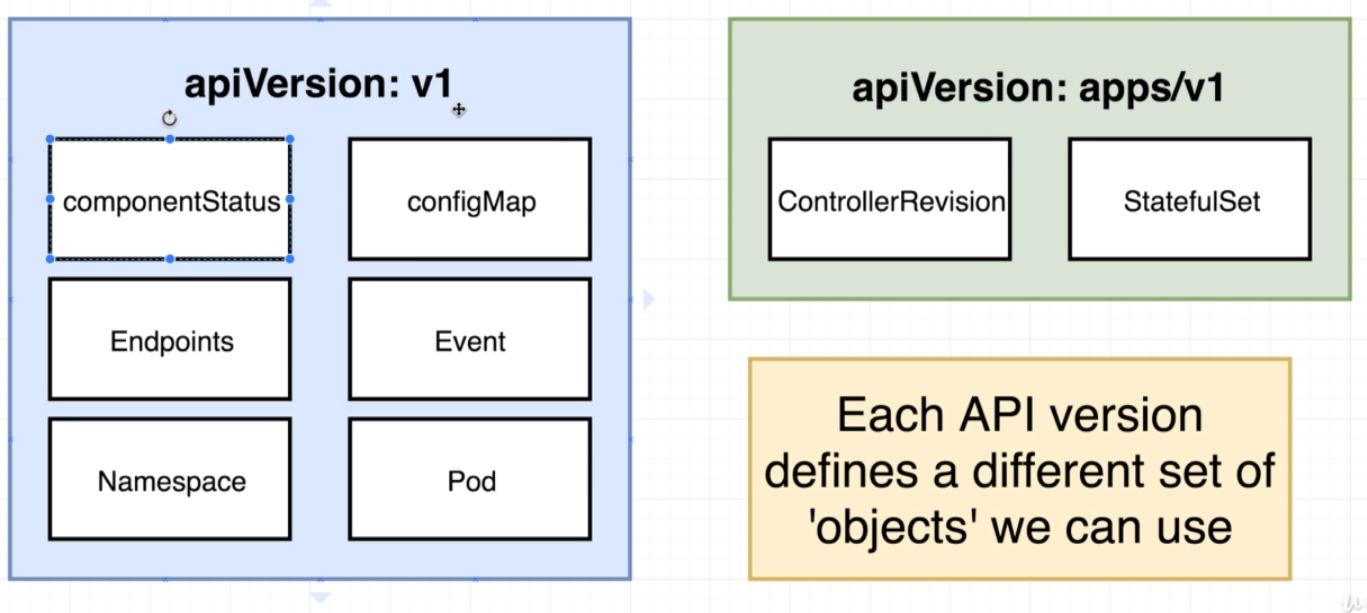 apiVersion: v1
componentStatus
configMap
Endpoints
Event
Namespace
Pod
apiVersion: apps/v1
ControllerRevision
StatefulSet
Each API version
defines a different set of
'objects' we can use